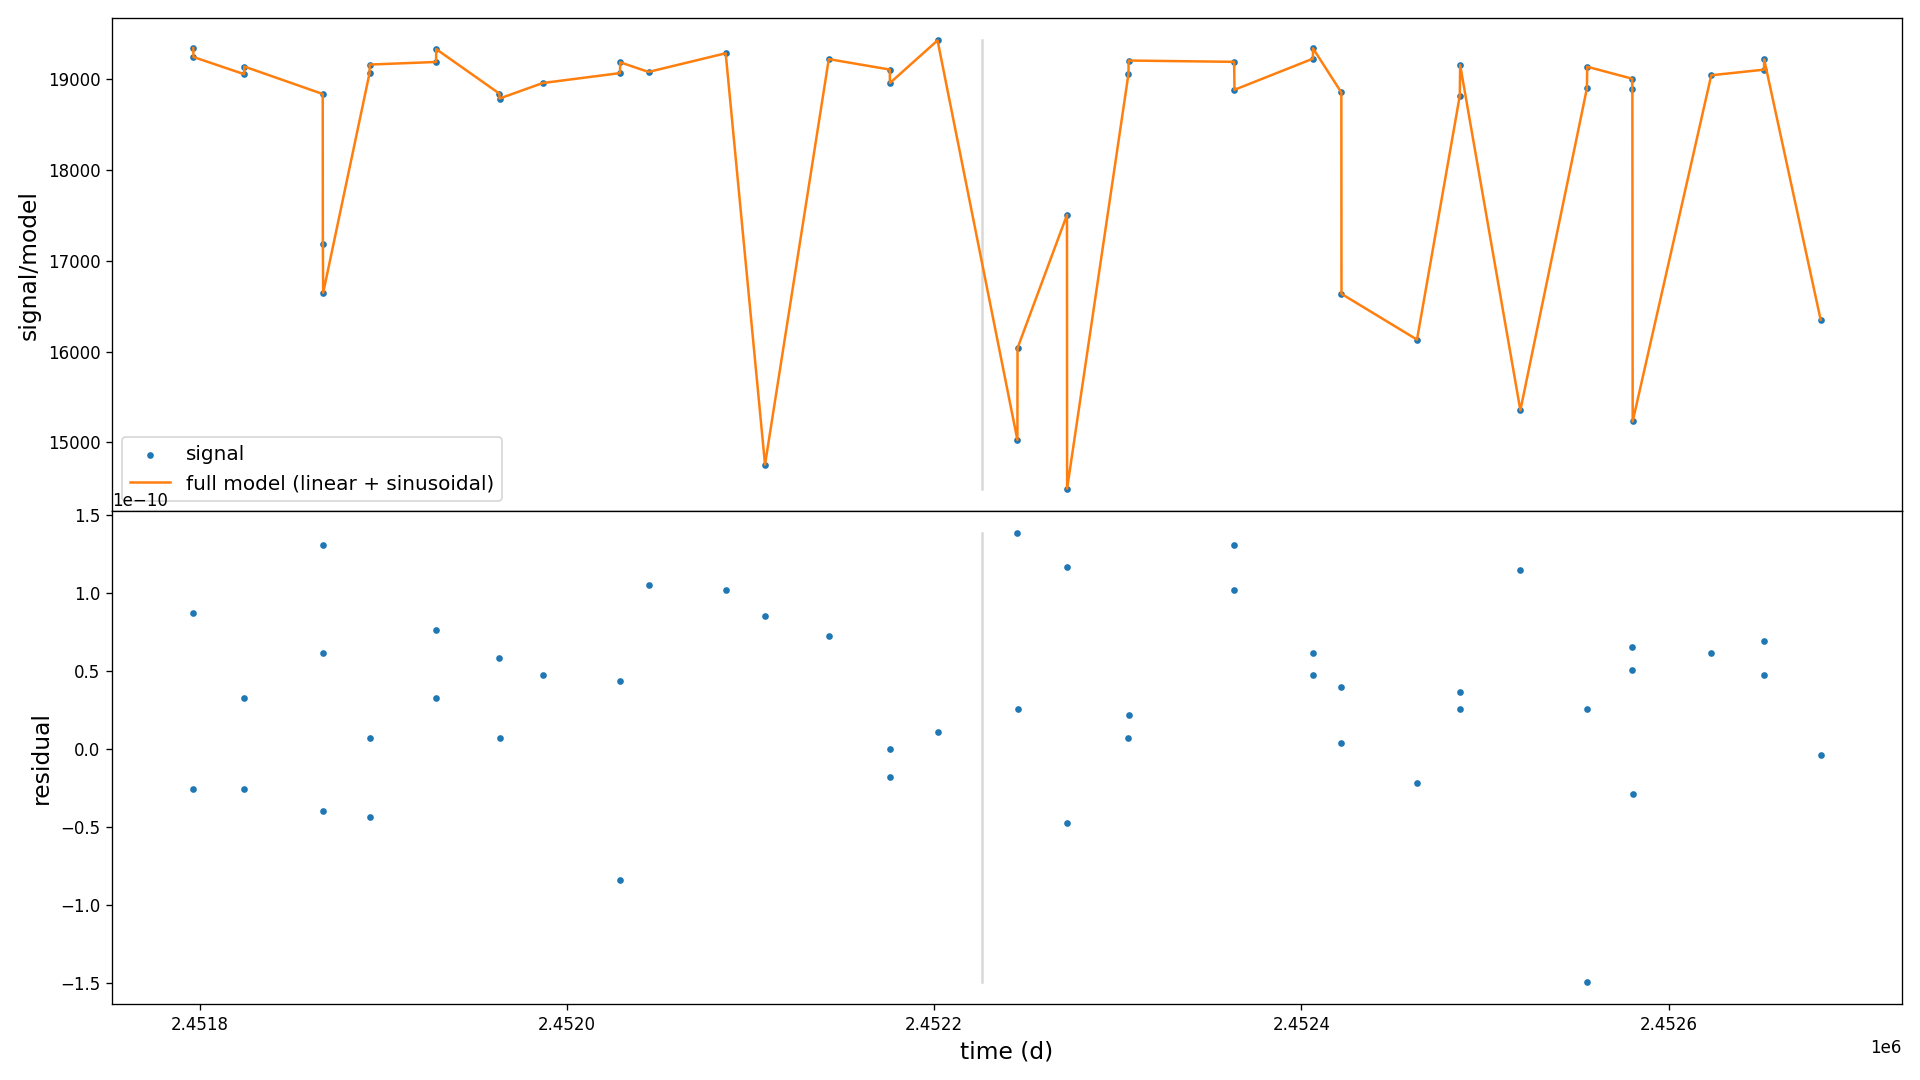 19000
18000
17000
16000
15000
signal/model
signal
full model (linear + sinusoidal)
1e−10
1.5
1.0
0.5
0.0
−0.5
−1.0
−1.5
residual
2.4518
2.4520
2.4522
2.4524
2.4526
time (d)
1e6